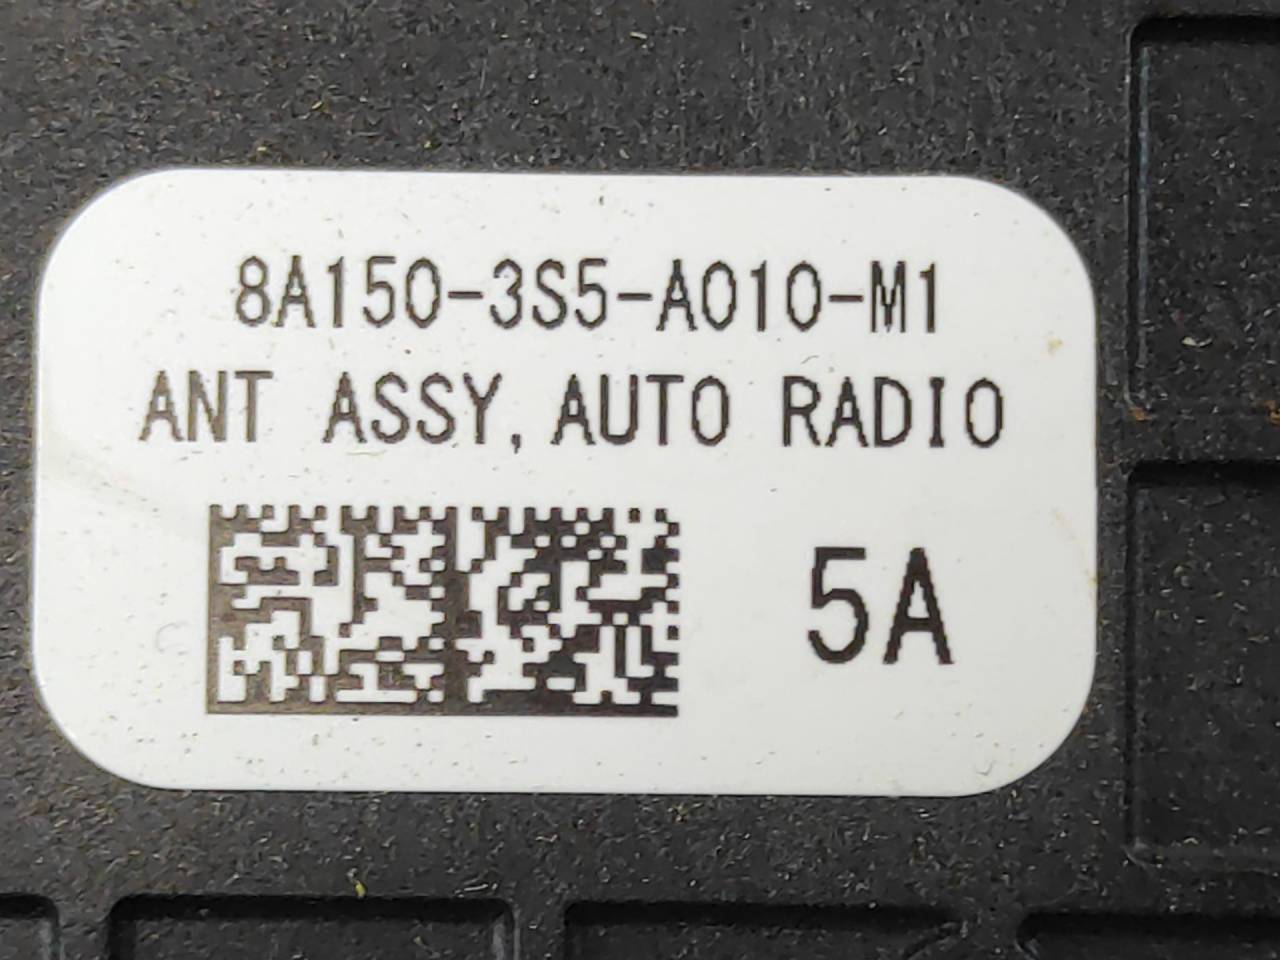 8A150-3S5-A010-M1
ANT ASSY, AUTO RADIO
5A